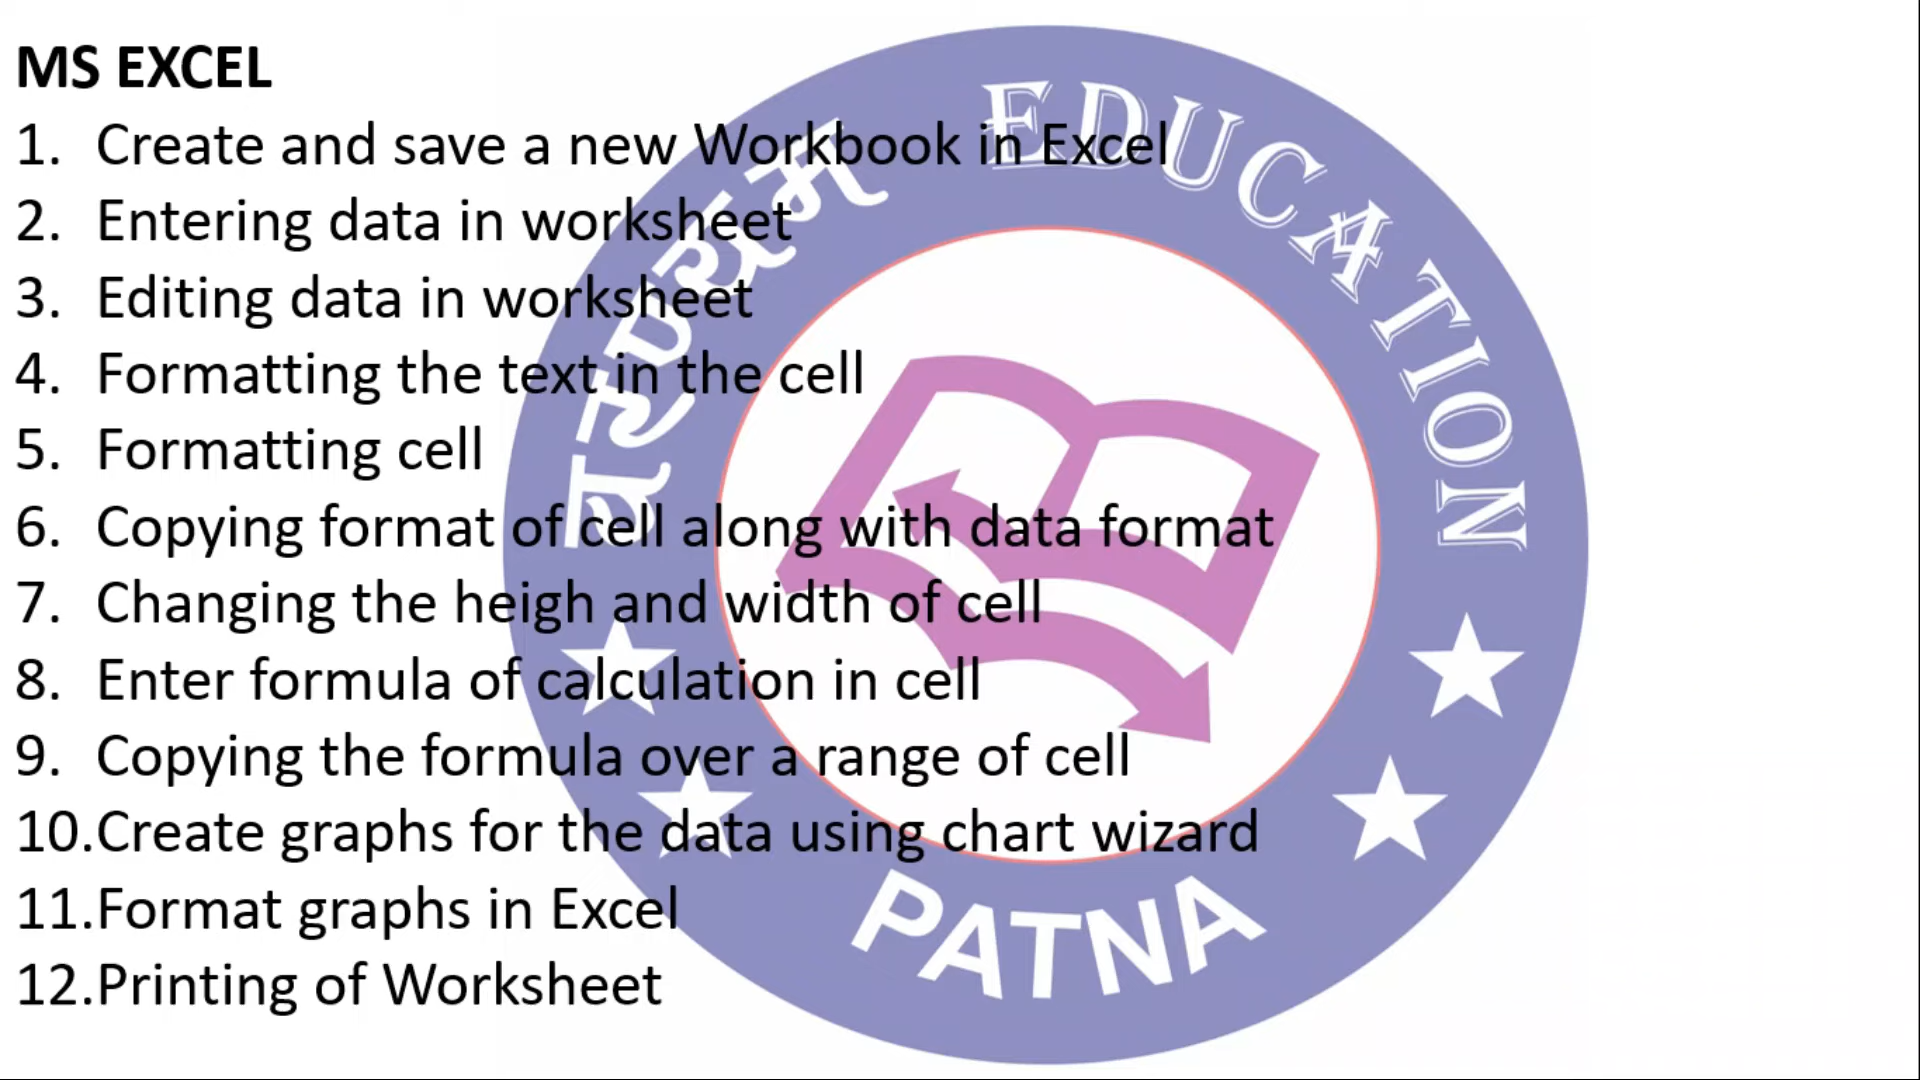 MS EXCEL
1. Create and save a new Workbook in Excel
2. Entering data in worksheet
3. Editing data in worksheet
4. Formatting the text in the cell
5. Formatting cell
6. Copying format of cell along with data format
7. Changing the heigh and width of cell
8. Enter formula of calculation in cell
9. Copying the formula over a range of cell
10.Create graphs for the data using chart wizard
11.Format graphs in Excel
12.Printing of Worksheet
EDUCATION
PATNA